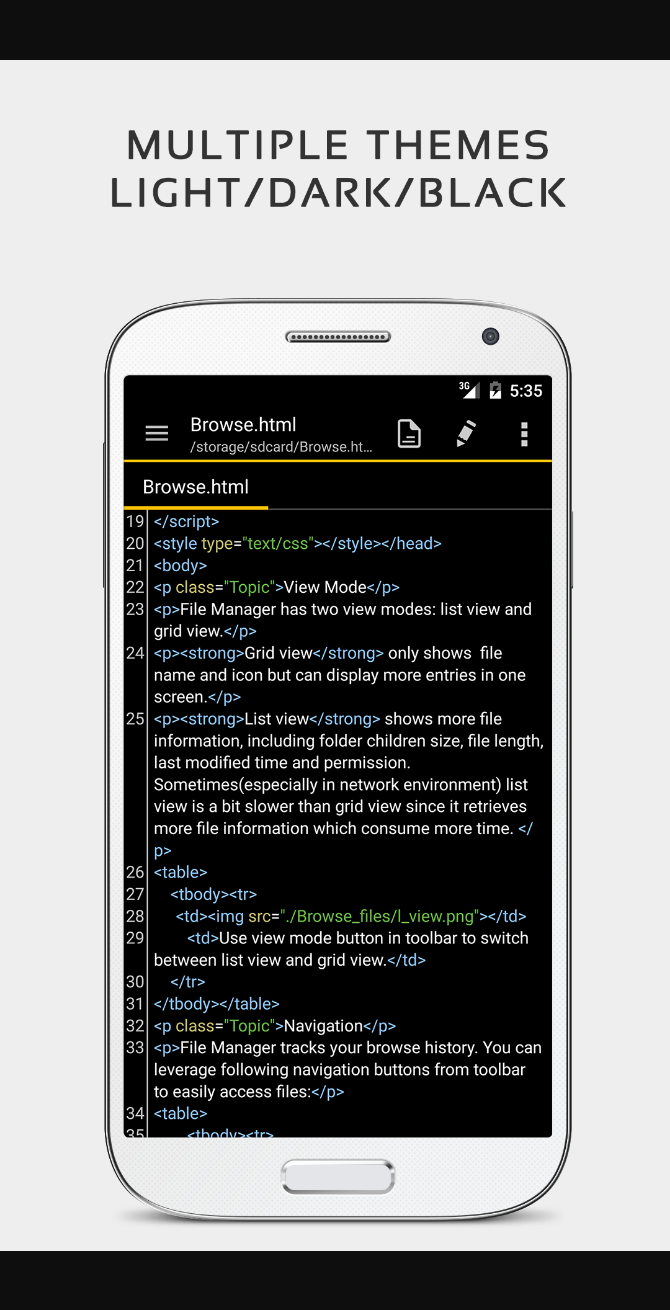 MULTIPLE THEMES
LIGHT/DARK/BLACK
3G 5:35
Browse.html
/storage/sdcard/Browse.ht...
Browse.html
19 </script>
20 <style type="text/css"></style></head>
21 <body>
22 <p class="Topic">View Mode</p>
23 <p>File Manager has two view modes: list view and
grid view.</p>
24 <p><strong>Grid view</strong> only shows  file
name and icon but can display more entries in one
screen.</p>
25 <p><strong>List view</strong> shows more file
information, including folder children size, file length,
last modified time and permission.
Sometimes(especially in network environment) list
view is a bit slower than grid view since it retrieves
more file information which consume more time. </
p>
26 <table>
27 <tbody><tr>
28 <td><img src="./Browse_files/l_view.png"></td>
29 <td>Use view mode button in toolbar to switch
between list view and grid view.</td>
30 </tr>
31 </tbody></table>
32 <p class="Topic">Navigation</p>
33 <p>File Manager tracks your browse history. You can
leverage following navigation buttons from toolbar
to easily access files:</p>
34 <table>
35 <tbody><tr>